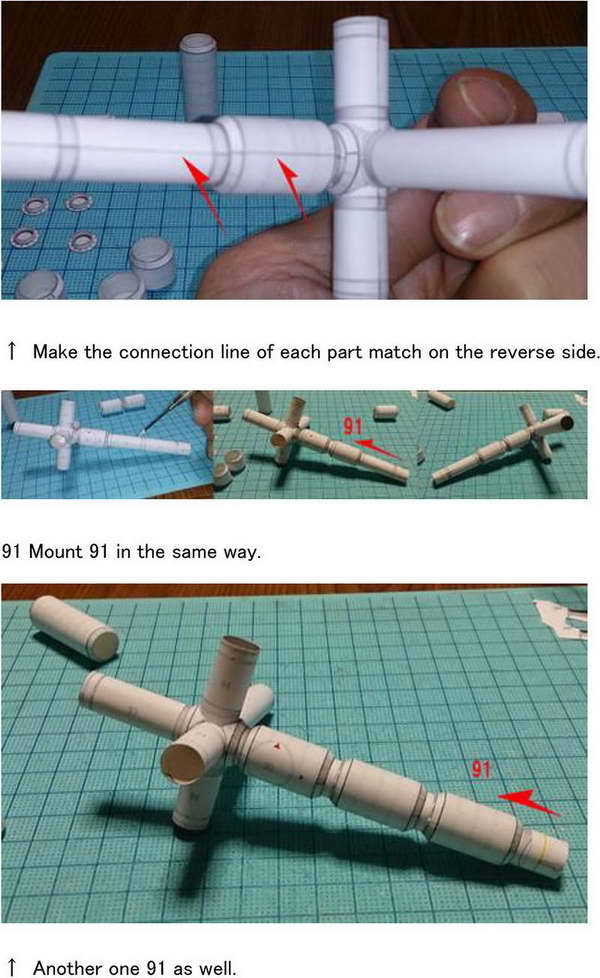 ↑ Make the connection line of each part match on the reverse side.
91
91 Mount 91 in the same way.
91
↑ Another one 91 as well.